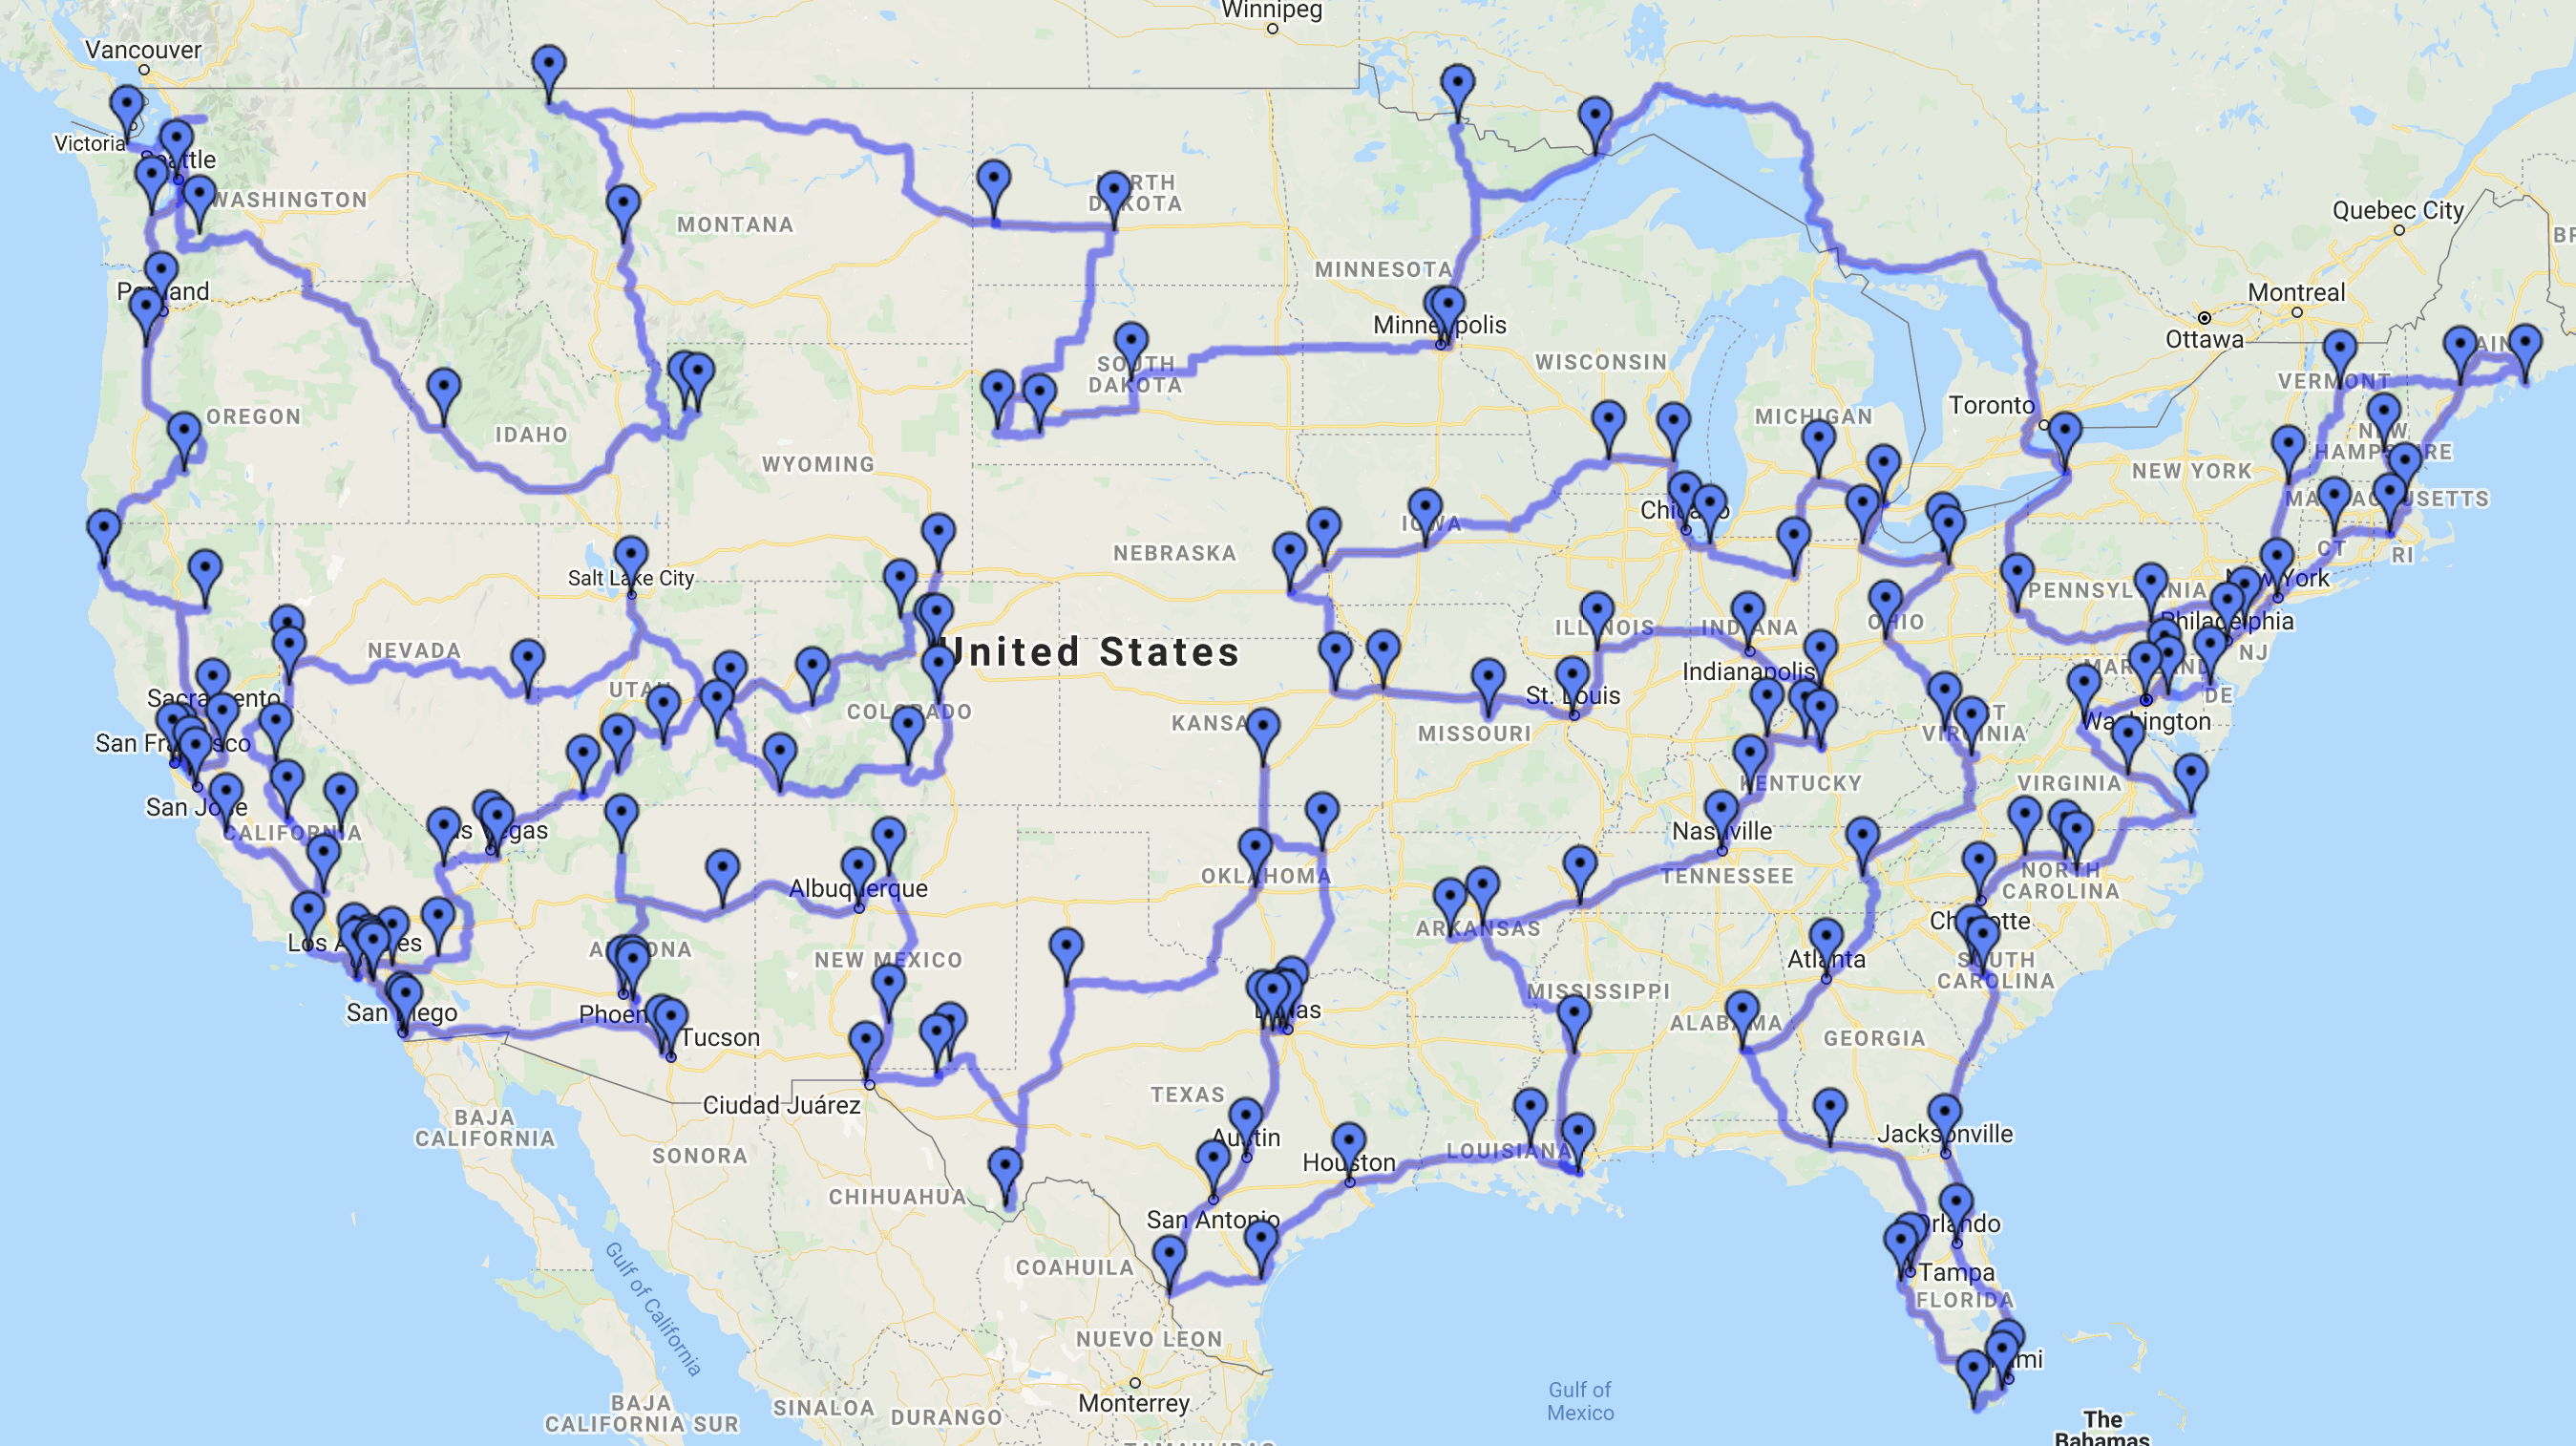 Winnipeg
Vancouver
Victoria
WASHINGTON
NORTH
DAKOTA
MONTANA
Quebec City
MINNESOTA
Montreal
Ottawa
Minneapolis
SOUTH
DAKOTA
WISCONSIN
VERMONT
Toronto
OREGON
IDAHO
MICHIGAN
NEW
HAMPSHIRE
WYOMING
NEW YORK
MASSACHUSETTS
Chicago
IOWA
CT
RI
NEBRASKA
Salt Lake City
New York
PENNSYLVANIA
Philadelphia
ILLINOIS
INDIANA
OHIO
NEVADA
United States
NJ
Indianapolis
MARYLAND
UTAH
Sacramento
St. Louis
DE
COLORADO
KANSAS
MISSOURI
Washington
WEST
VIRGINIA
San Francisco
KENTUCKY
VIRGINIA
San Jose
CALIFORNIA
Las Vegas
Nashville
Albuquerque
OKLAHOMA
TENNESSEE
NORTH
CAROLINA
ARKANSAS
Charlotte
Los Angeles
ARIZONA
NEW MEXICO
Atlanta
SOUTH
CAROLINA
MISSISSIPPI
San Diego
Phoenix
Dallas
ALABAMA
Tucson
GEORGIA
TEXAS
Ciudad Juárez
BAJA
CALIFORNIA
Austin
Jacksonville
SONORA
LOUISIANA
Houston
CHIHUAHUA
San Antonio
Orlando
COAHUILA
Tampa
FLORIDA
Gulf of California
NUEVO LEON
Miami
Gulf of
Mexico
Monterrey
BAJA
CALIFORNIA SUR
SINALOA
DURANGO
The
Bahamas